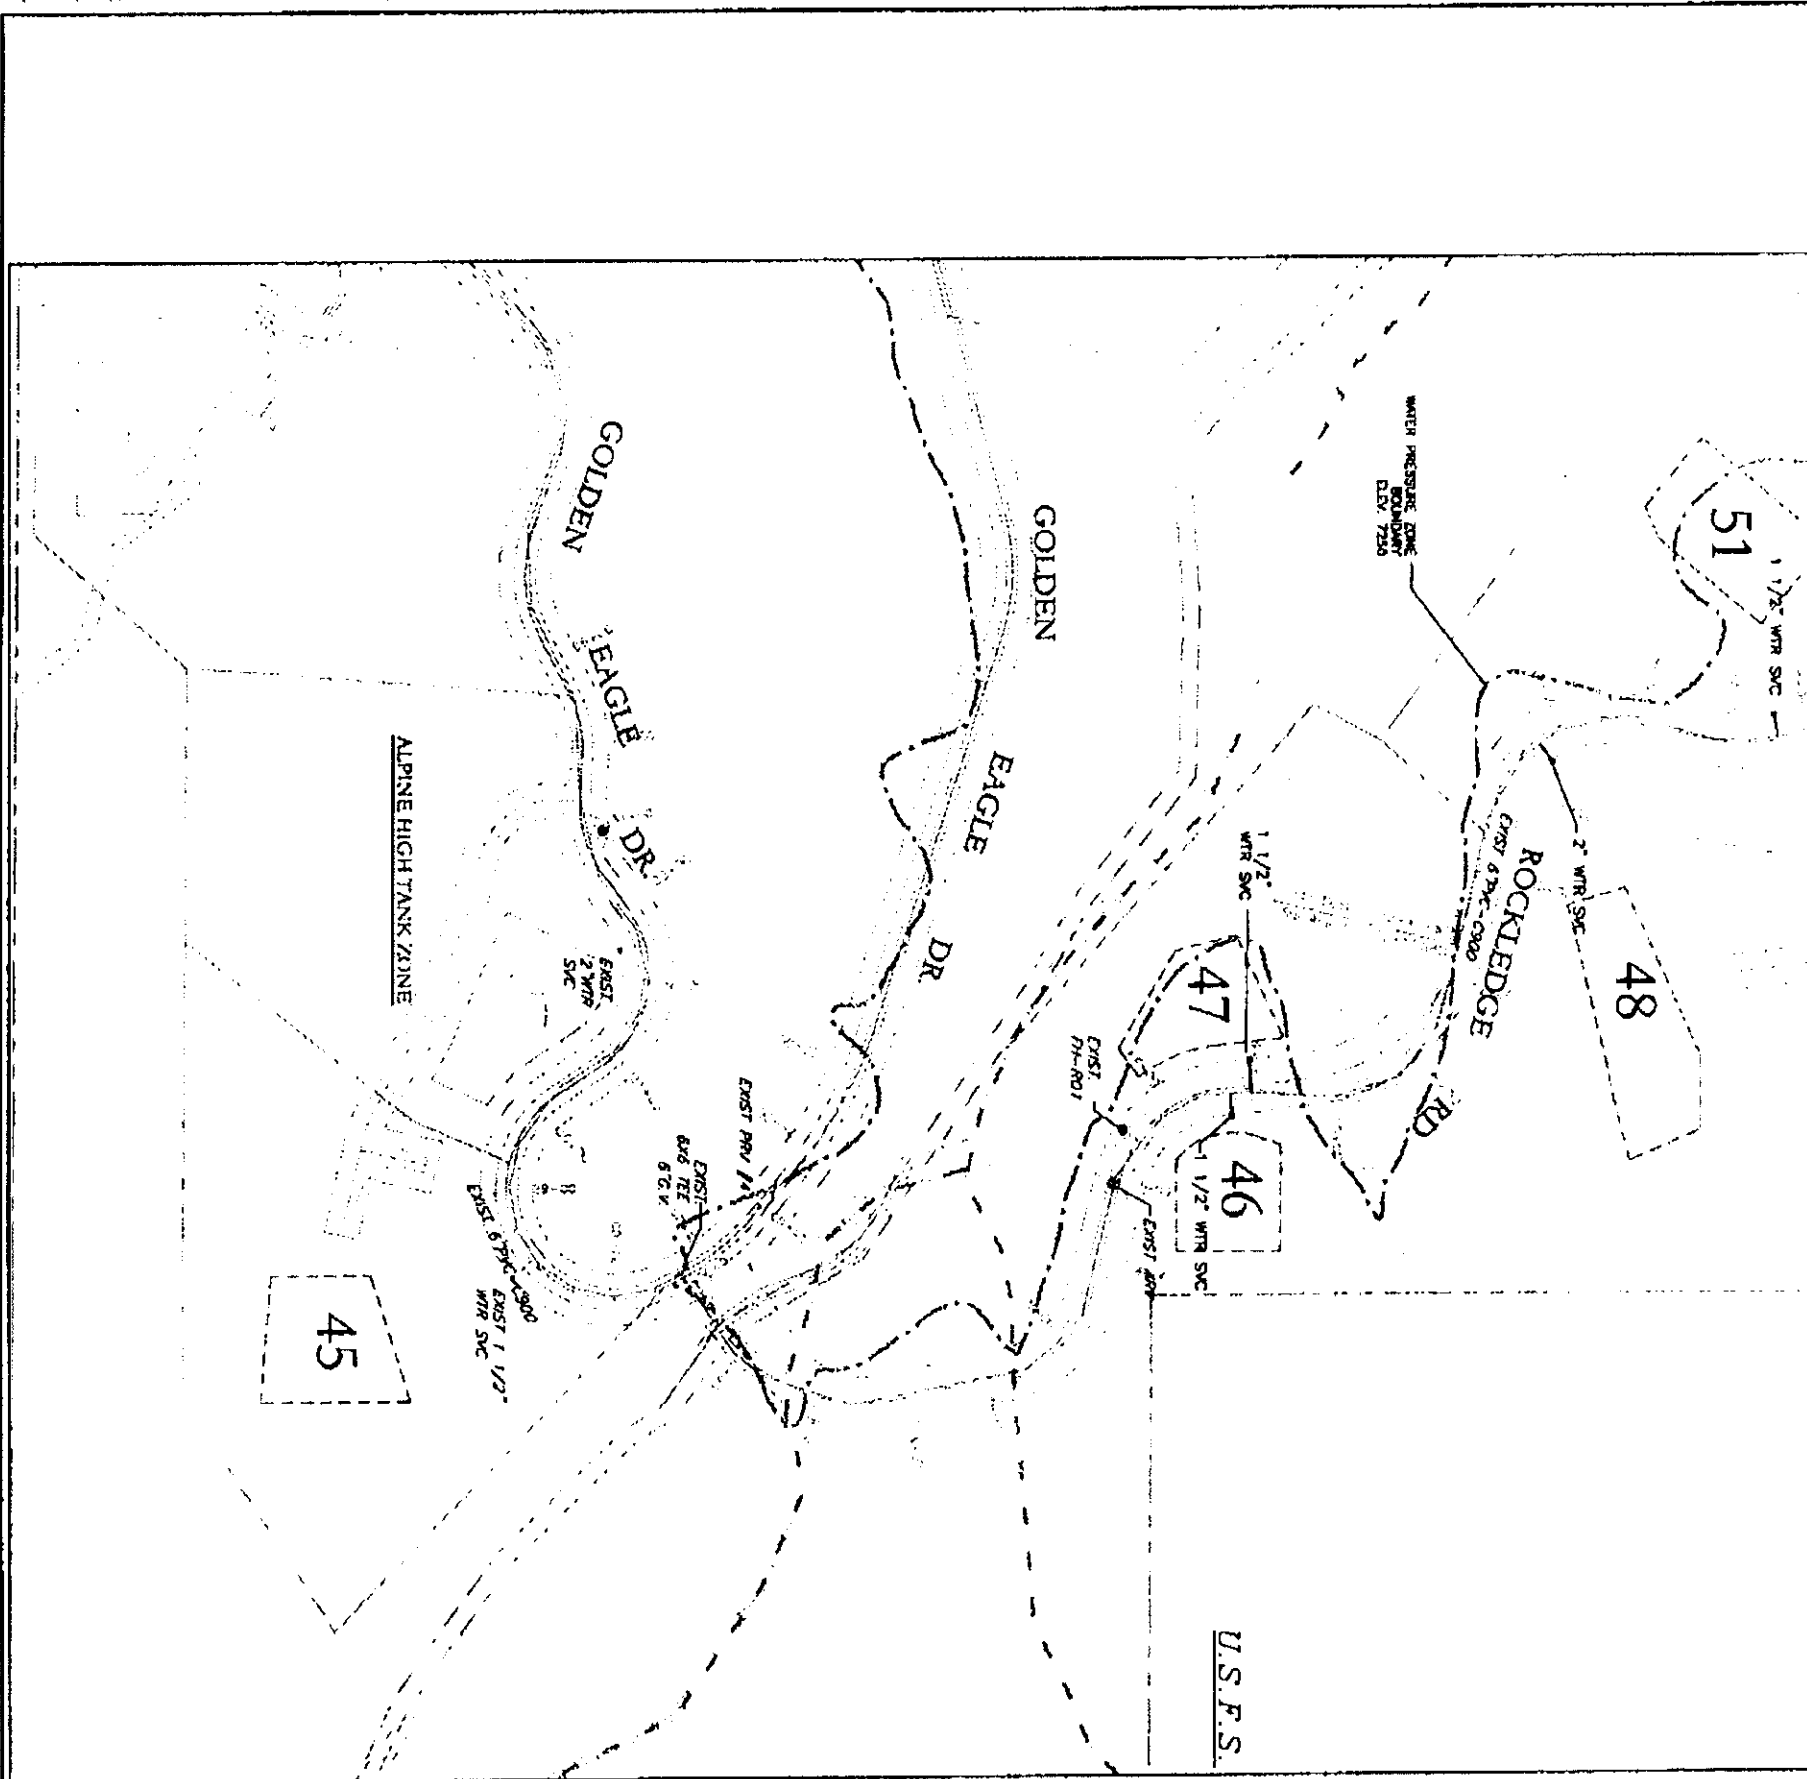 51
1 1/2" WTR SVC
WATER PRESSURE ZONE
BOUNDARY
ELEV. 7250
2" WTR SVC
48
EXIST 6" PVC-C900
ROCKLEDGE
RD
1 1/2"
WTR SVC
47
EXIST.
FH-R01
46
1 1/2" WTR SVC
EXIST
U.S.F.S.
GOLDEN
EAGLE
DR
GOLDEN
EAGLE
DR.
EXIST.
2" WTR
SVC
EXIST PRV
EXIST.
6X6 TEE
6" G.V.
ALPINE HIGH TANK ZONE
EXIST. 6" PVC-C900
EXIST 1 1/2"
WTR SVC
45